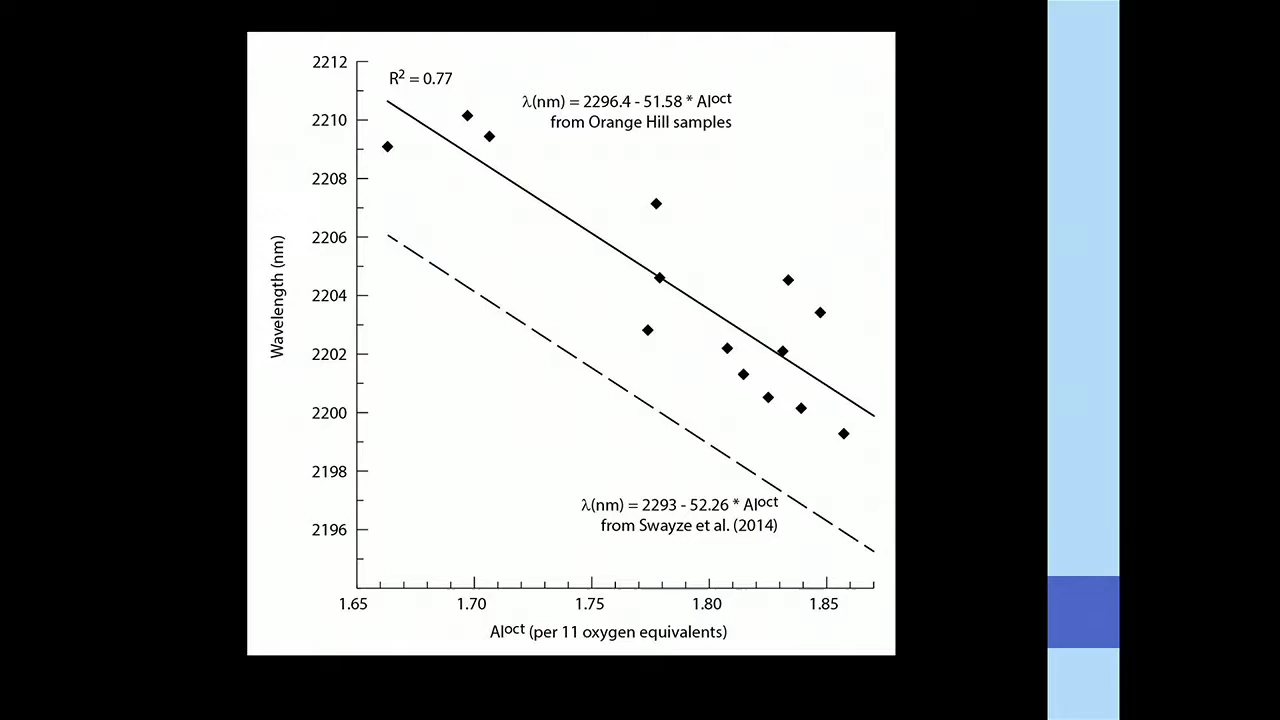 2212
R² = 0.77
λ(nm) = 2296.4 - 51.58 * Al^oct
from Orange Hill samples
2210
2208
2206
2204
2202
2200
2198
2196
Wavelength (nm)
λ(nm) = 2293 - 52.26 * Al^oct
from Swayze et al. (2014)
1.65 1.70 1.75 1.80 1.85
Al^oct (per 11 oxygen equivalents)